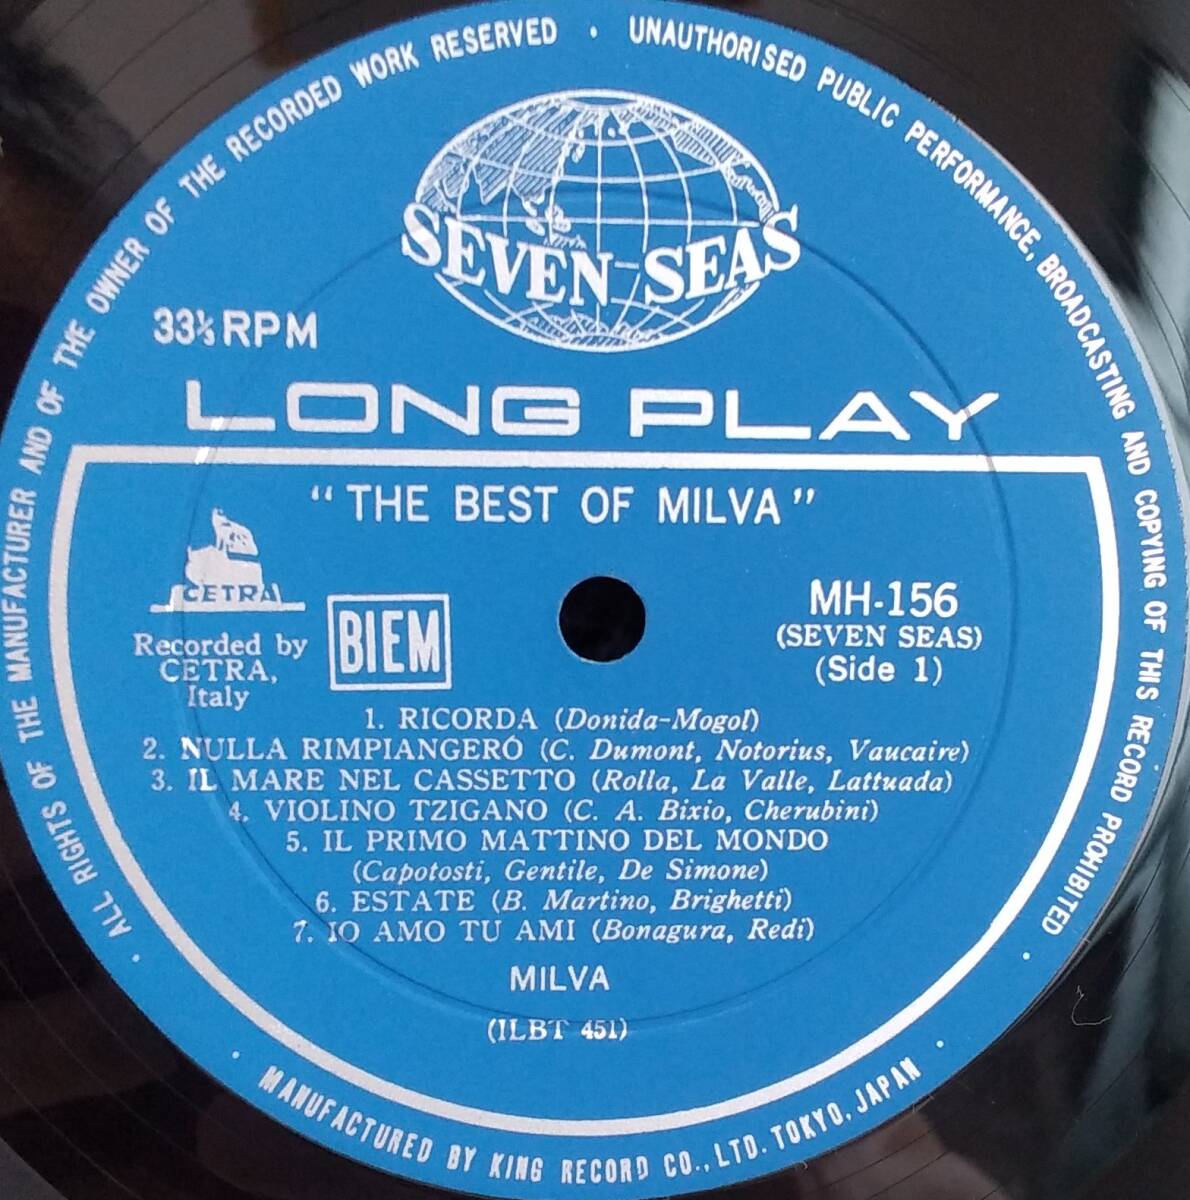 ALL RIGHTS OF THE MANUFACTURER AND OF THE OWNER OF THE RECORDED WORK RESERVED • UNAUTHORISED PUBLIC PERFORMANCE, BROADCASTING AND COPYING OF THIS RECORD PROHIBITED
SEVEN SEAS
33⅓ RPM
LONG PLAY
"THE BEST OF MILVA"
CETRA
Recorded by
CETRA,
Italy
BIEM
MH-156
(SEVEN SEAS)
(Side 1)
1. RICORDA (Donida-Mogol)
2. NULLA RIMPIANGERÓ (C. Dumont, Notorius, Vaucaire)
3. IL MARE NEL CASSETTO (Rolla, La Valle, Lattuada)
4. VIOLINO TZIGANO (C. A. Bixio, Cherubini)
5. IL PRIMO MATTINO DEL MONDO
(Capotosti, Gentile, De Simone)
6. ESTATE (B. Martino, Brighetti)
7. IO AMO TU AMI (Bonagura, Redi)
MILVA
(ILBT 451)
• MANUFACTURED BY KING RECORD CO., LTD. TOKYO, JAPAN •